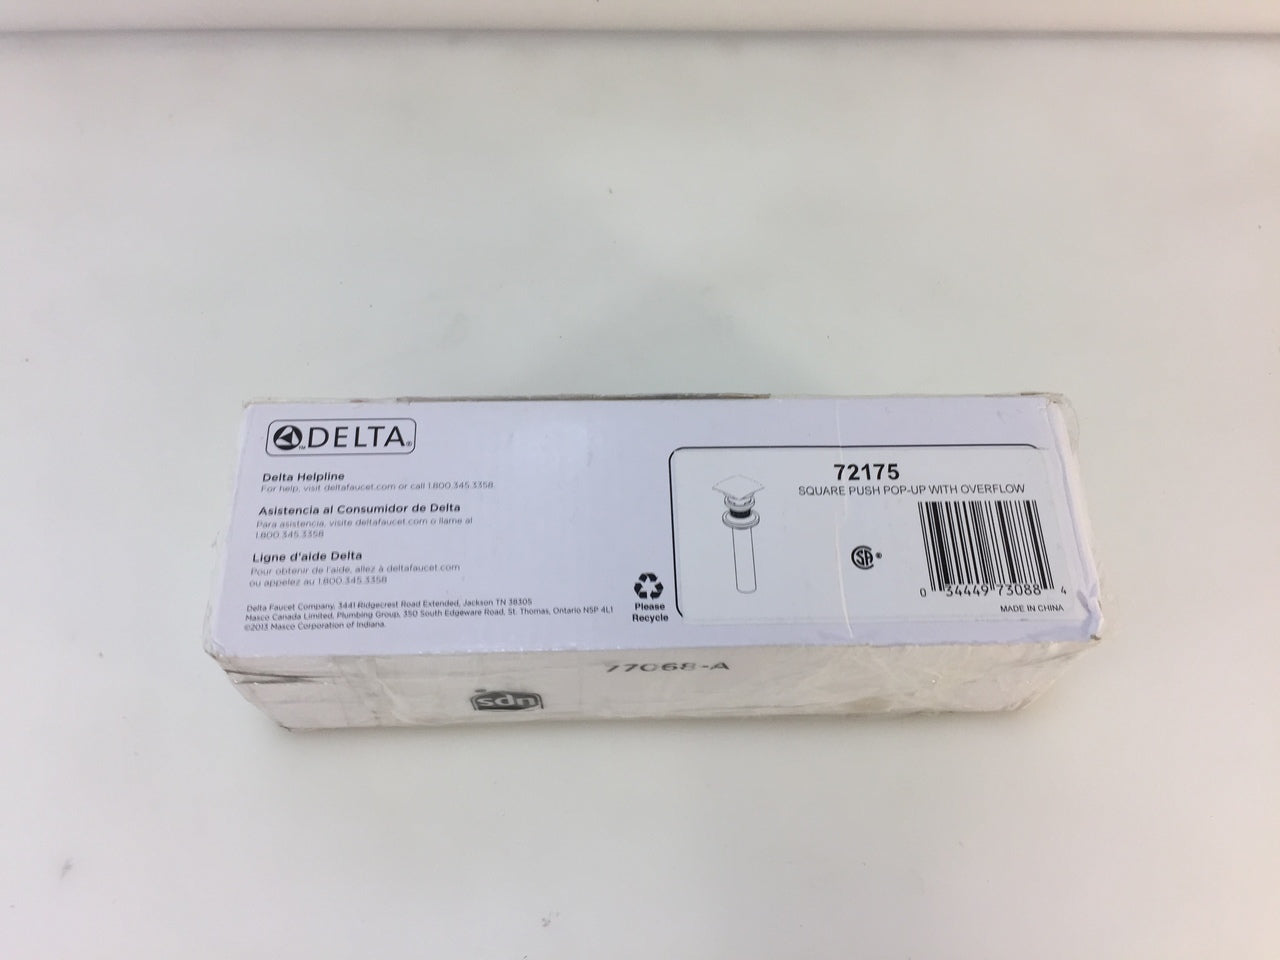 DELTA
Delta Helpline
For help, visit deltafaucet.com or call 1.800.345.3358
Asistencia al Consumidor de Delta
Para asistencia, visite deltafaucet.com o llame al
1.800.345.3358
Ligne d'aide Delta
Pour obtenir de l'aide, allez à deltafaucet.com
ou appelez au 1.800.345.3358
Delta Faucet Company, 3441 Ridgecrest Road Extended, Jackson TN 38305
Masco Canada Limited, Plumbing Group, 350 South Edgeware Road, St. Thomas, Ontario N5P 4L1
©2013 Masco Corporation of Indiana.
Please
Recycle
72175
SQUARE PUSH POP-UP WITH OVERFLOW
CSA®
0 34449 73088 4
MADE IN CHINA
77068-A
sdn